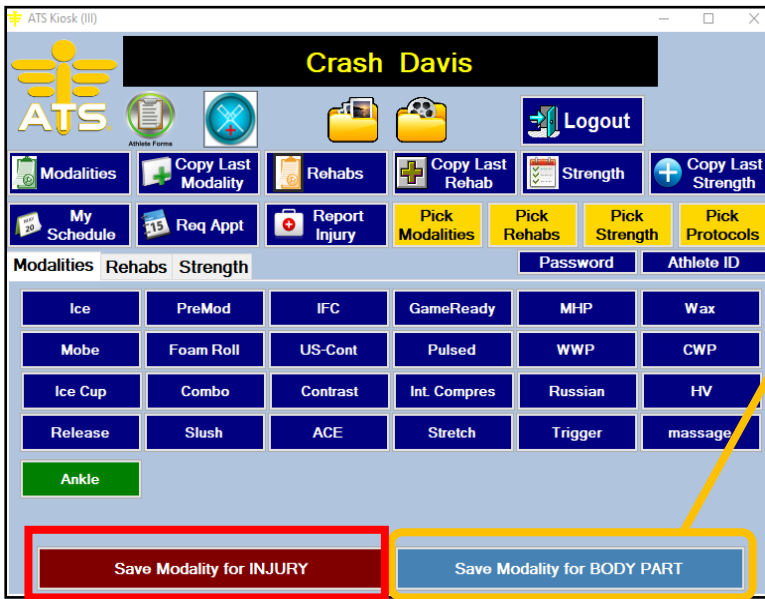 ATS Kiosk (III)
Crash Davis
ATS
Athlete Forms
Logout
Modalities
Copy Last
Modality
Rehabs
Copy Last
Rehab
Strength
Copy Last
Strength
My
Schedule
15 Req Appt
Report
Injury
Pick
Modalities
Pick
Rehabs
Pick
Strength
Pick
Protocols
Modalities Rehabs Strength
Password Athlete ID
Ice PreMod IFC GameReady MHP Wax
Mobe Foam Roll US-Cont Pulsed WWP CWP
Ice Cup Combo Contrast Int. Compres Russian HV
Release Slush ACE Stretch Trigger massage
Ankle
Save Modality for INJURY Save Modality for BODY PART